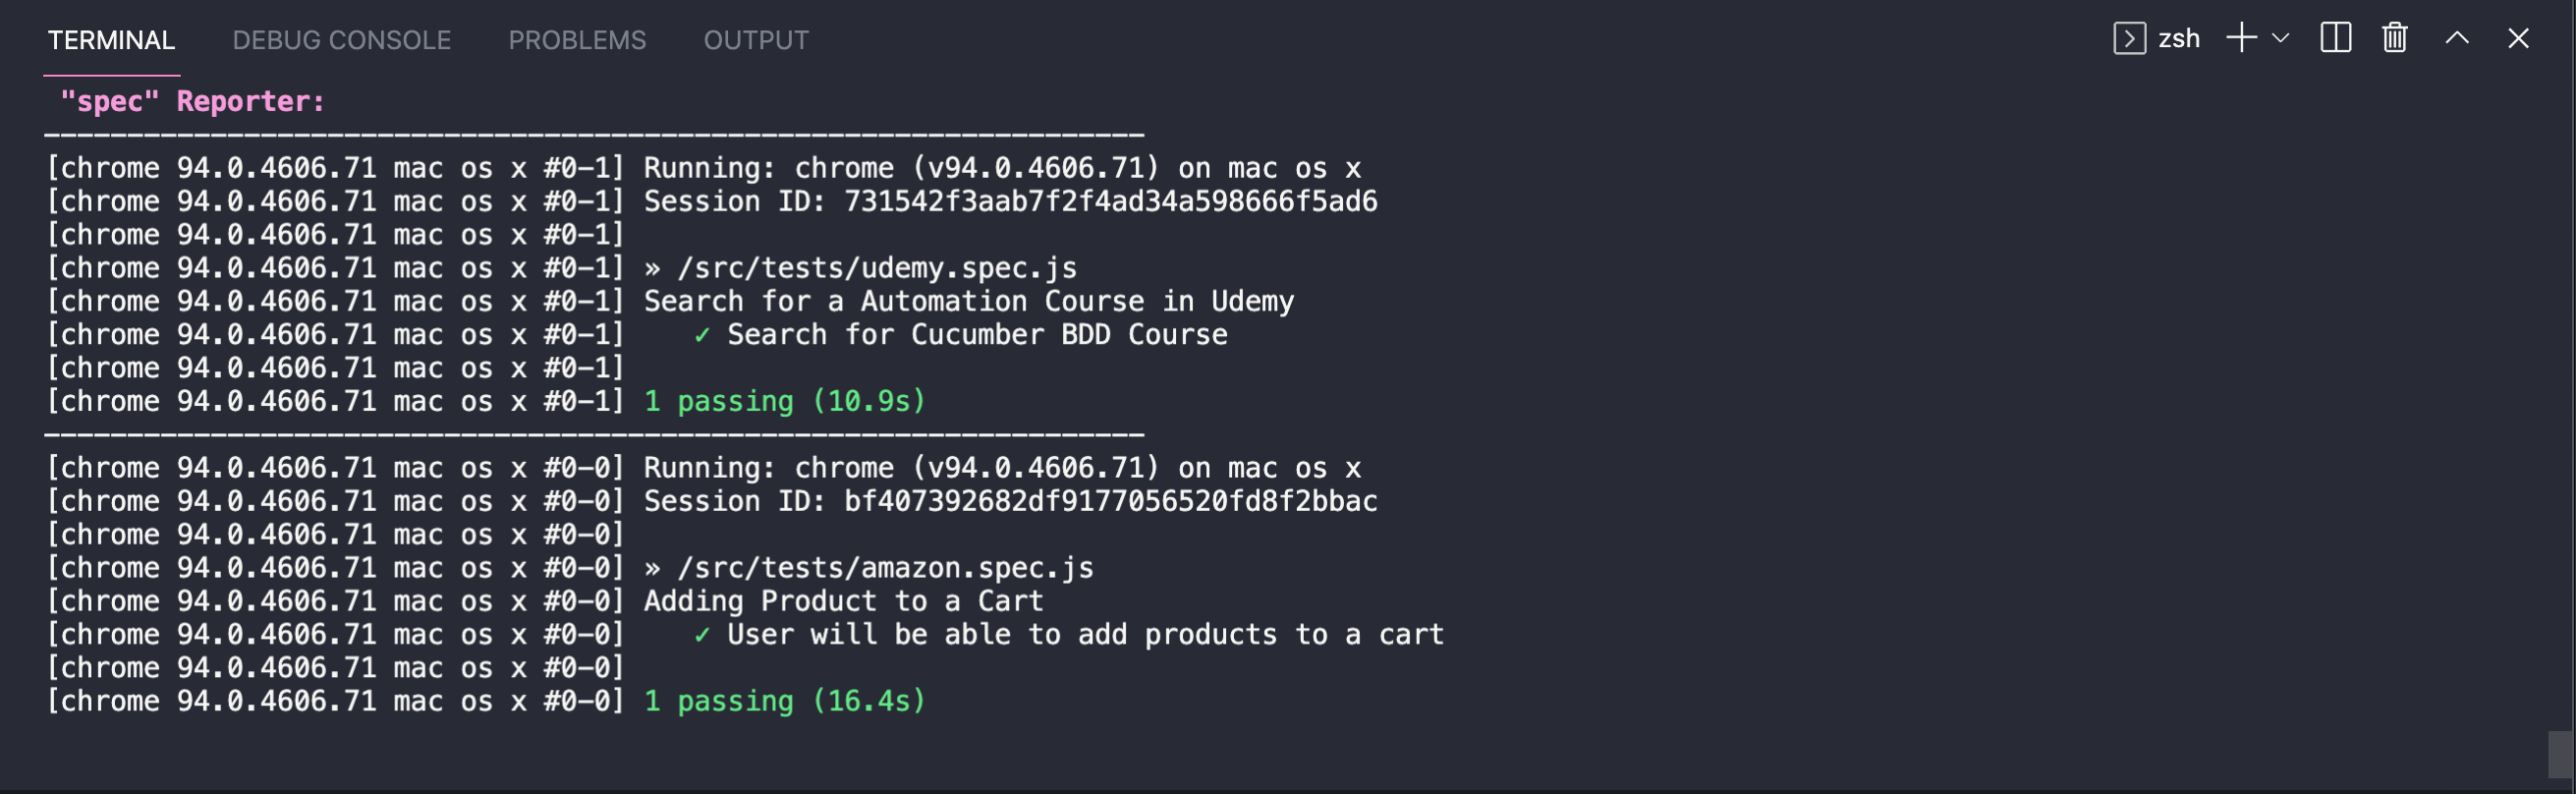 TERMINAL DEBUG CONSOLE PROBLEMS OUTPUT zsh
"spec" Reporter:
------------------------------------------------------------------
[chrome 94.0.4606.71 mac os x #0-1] Running: chrome (v94.0.4606.71) on mac os x
[chrome 94.0.4606.71 mac os x #0-1] Session ID: 731542f3aab7f2f4ad34a598666f5ad6
[chrome 94.0.4606.71 mac os x #0-1]
[chrome 94.0.4606.71 mac os x #0-1] » /src/tests/udemy.spec.js
[chrome 94.0.4606.71 mac os x #0-1] Search for a Automation Course in Udemy
[chrome 94.0.4606.71 mac os x #0-1]    ✓ Search for Cucumber BDD Course
[chrome 94.0.4606.71 mac os x #0-1]
[chrome 94.0.4606.71 mac os x #0-1] 1 passing (10.9s)
------------------------------------------------------------------
[chrome 94.0.4606.71 mac os x #0-0] Running: chrome (v94.0.4606.71) on mac os x
[chrome 94.0.4606.71 mac os x #0-0] Session ID: bf407392682df9177056520fd8f2bbac
[chrome 94.0.4606.71 mac os x #0-0]
[chrome 94.0.4606.71 mac os x #0-0] » /src/tests/amazon.spec.js
[chrome 94.0.4606.71 mac os x #0-0] Adding Product to a Cart
[chrome 94.0.4606.71 mac os x #0-0]    ✓ User will be able to add products to a cart
[chrome 94.0.4606.71 mac os x #0-0]
[chrome 94.0.4606.71 mac os x #0-0] 1 passing (16.4s)